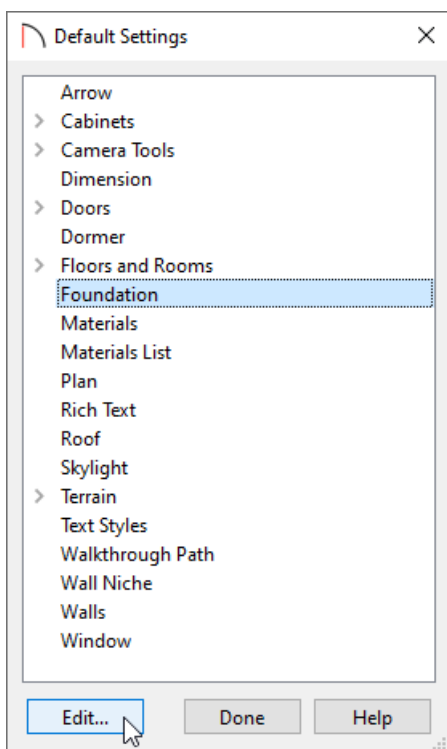 Default Settings
Arrow
Cabinets
Camera Tools
Dimension
Doors
Dormer
Floors and Rooms
Foundation
Materials
Materials List
Plan
Rich Text
Roof
Skylight
Terrain
Text Styles
Walkthrough Path
Wall Niche
Walls
Window
Edit... Done Help